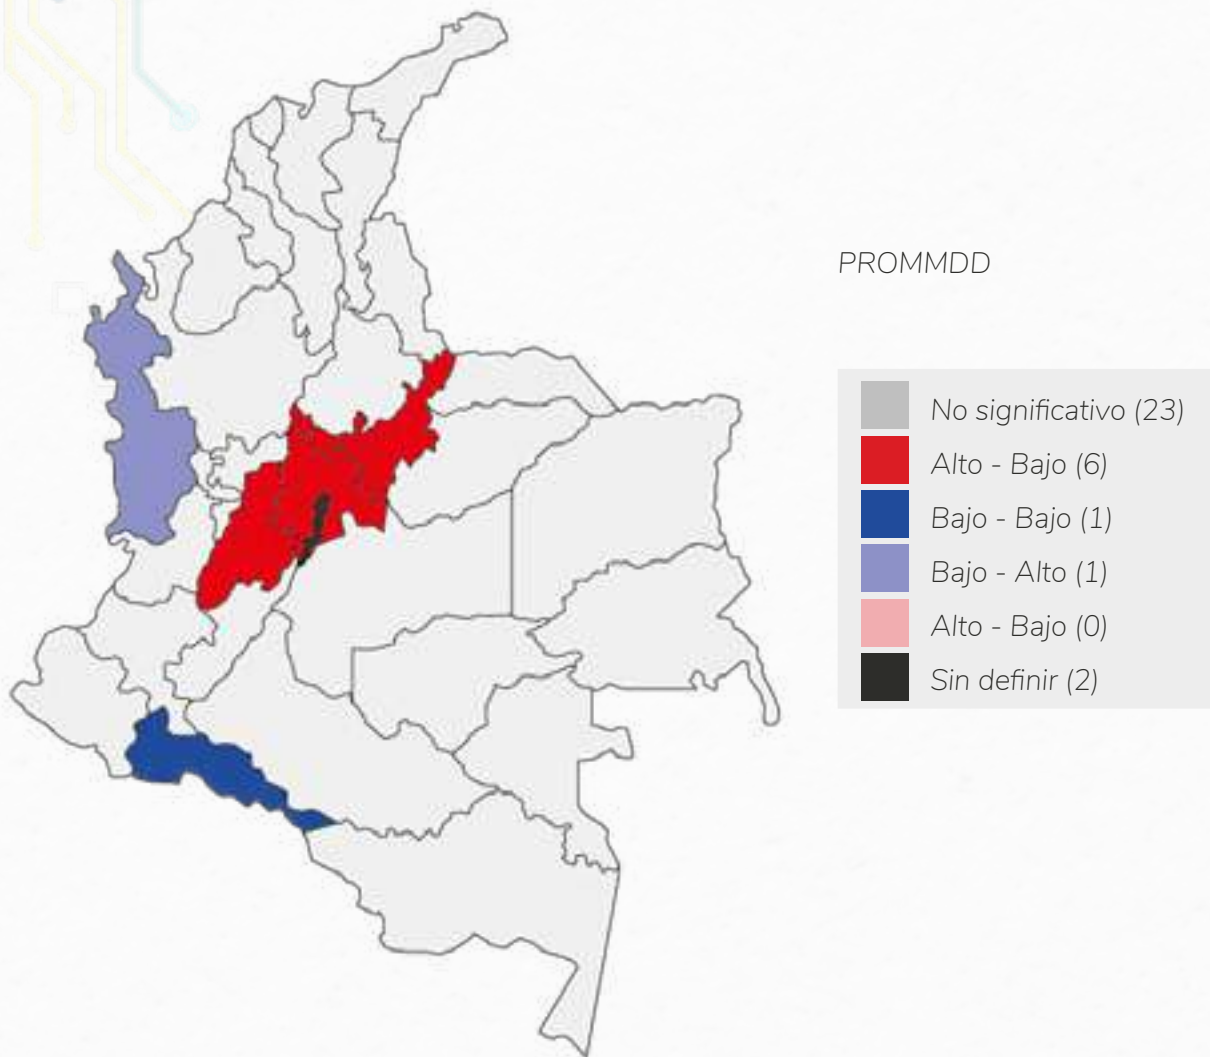 PROMMDD
No significativo (23)
Alto - Bajo (6)
Bajo - Bajo (1)
Bajo - Alto (1)
Alto - Bajo (0)
Sin definir (2)